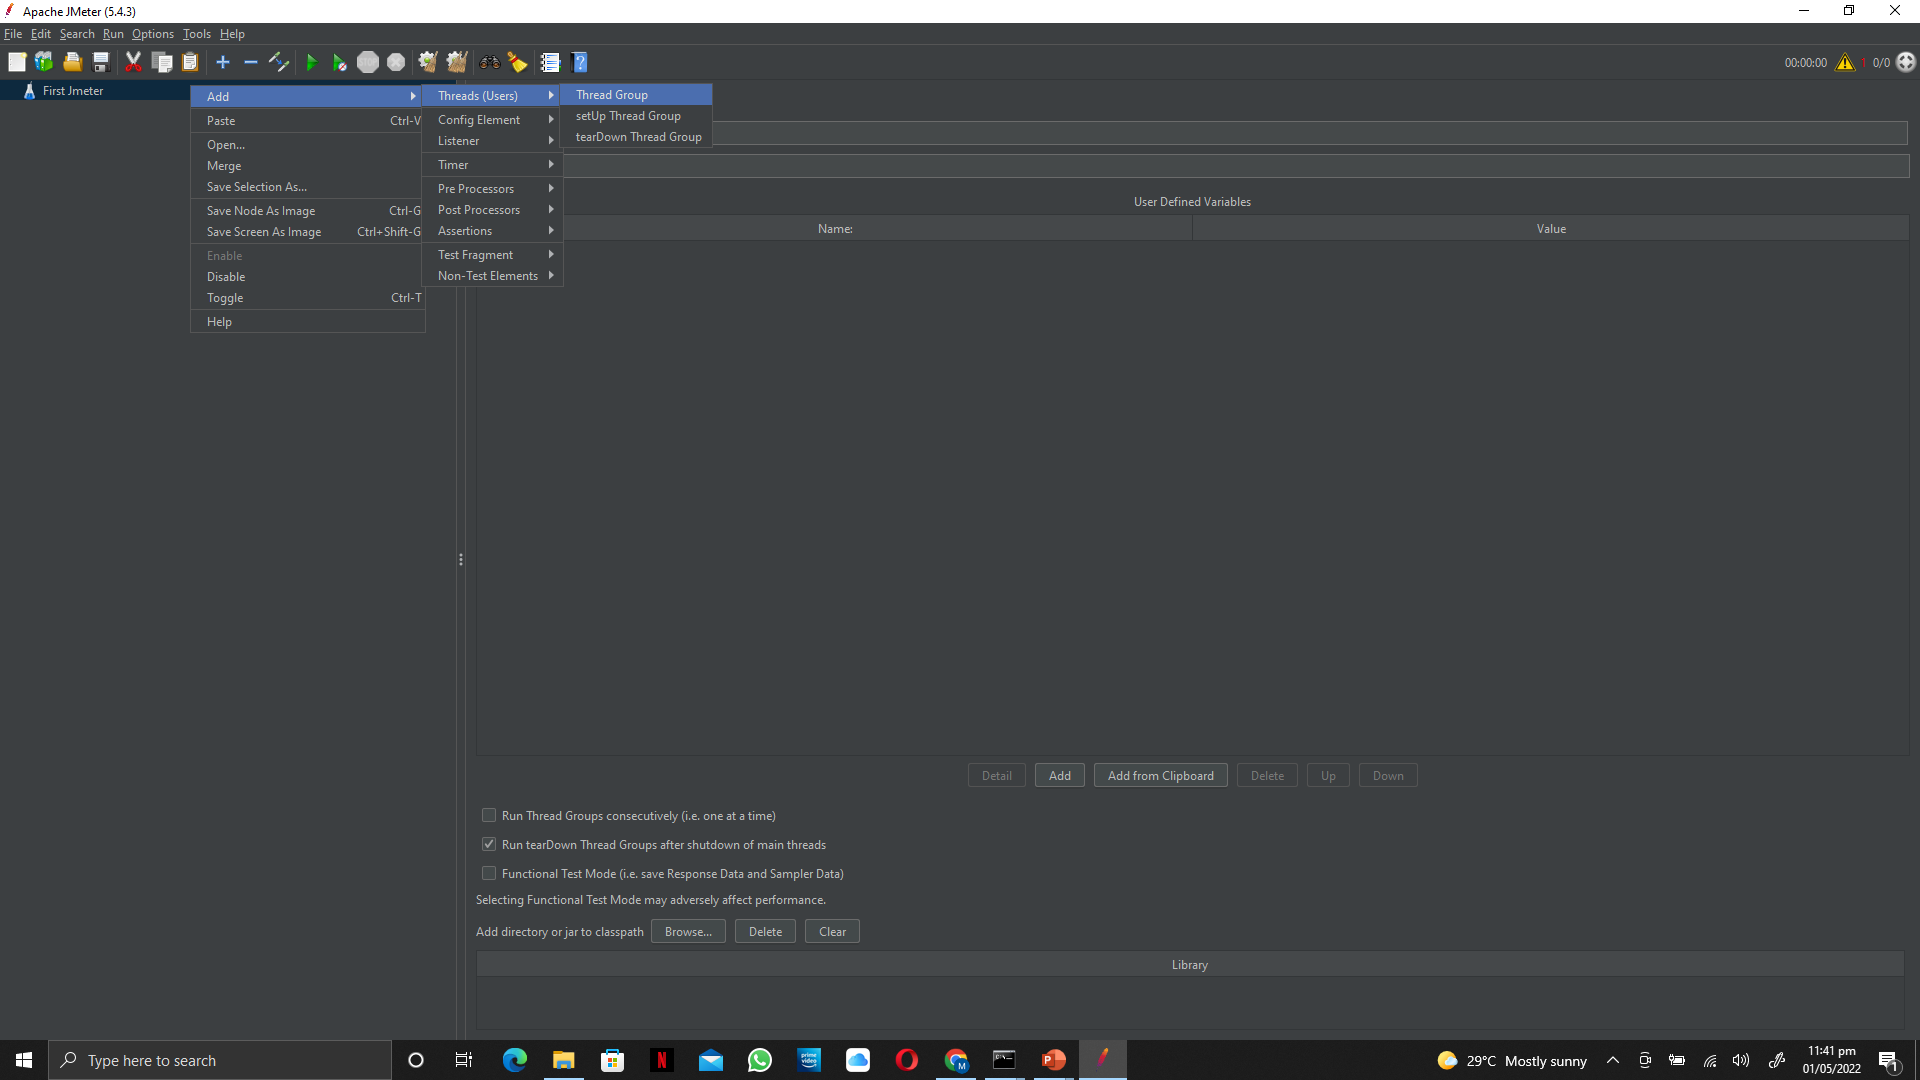 Apache JMeter (5.4.3)
File Edit Search Run Options Tools Help
STOP
00:00:00 0/0
First Jmeter
Add
Paste Ctrl-V
Open...
Merge
Save Selection As...
Save Node As Image Ctrl-G
Save Screen As Image Ctrl+Shift-G
Enable
Disable
Toggle Ctrl-T
Help
Threads (Users)
Config Element
Listener
Timer
Pre Processors
Post Processors
Assertions
Test Fragment
Non-Test Elements
Thread Group
setUp Thread Group
tearDown Thread Group
User Defined Variables
Name: Value
Detail Add Add from Clipboard Delete Up Down
Run Thread Groups consecutively (i.e. one at a time)
Run tearDown Thread Groups after shutdown of main threads
Functional Test Mode (i.e. save Response Data and Sampler Data)
Selecting Functional Test Mode may adversely affect performance.
Add directory or jar to classpath Browse... Delete Clear
Library
Type here to search
prime video
29°C Mostly sunny
11:41 pm
01/05/2022
1